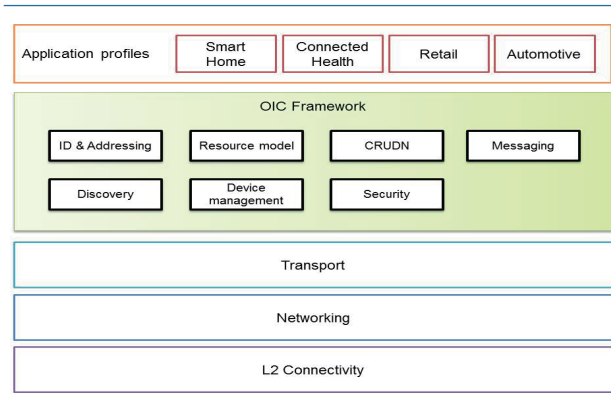 Application profiles
Smart
Home
Connected
Health
Retail
Automotive
OIC Framework
ID & Addressing
Resource model
CRUDN
Messaging
Discovery
Device
management
Security
Transport
Networking
L2 Connectivity